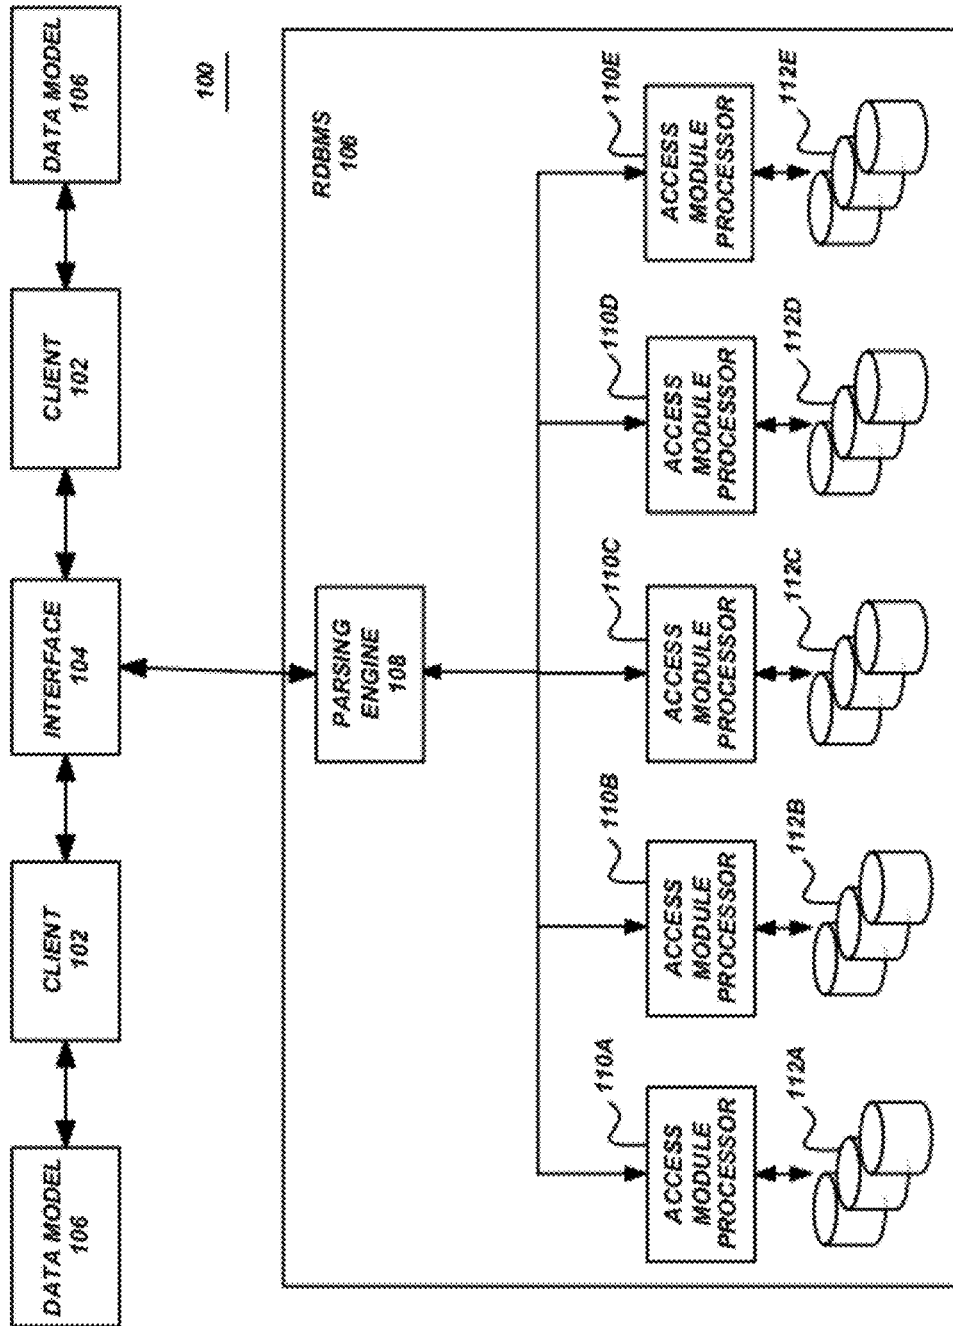 DATA MODEL
106
CLIENT
102
INTERFACE
104
CLIENT
102
DATA MODEL
106
100
RDBMS
106
PARSING
ENGINE
108
110A
110B
110C
110D
110E
ACCESS
MODULE
PROCESSOR
ACCESS
MODULE
PROCESSOR
ACCESS
MODULE
PROCESSOR
ACCESS
MODULE
PROCESSOR
ACCESS
MODULE
PROCESSOR
112A
112B
112C
112D
112E